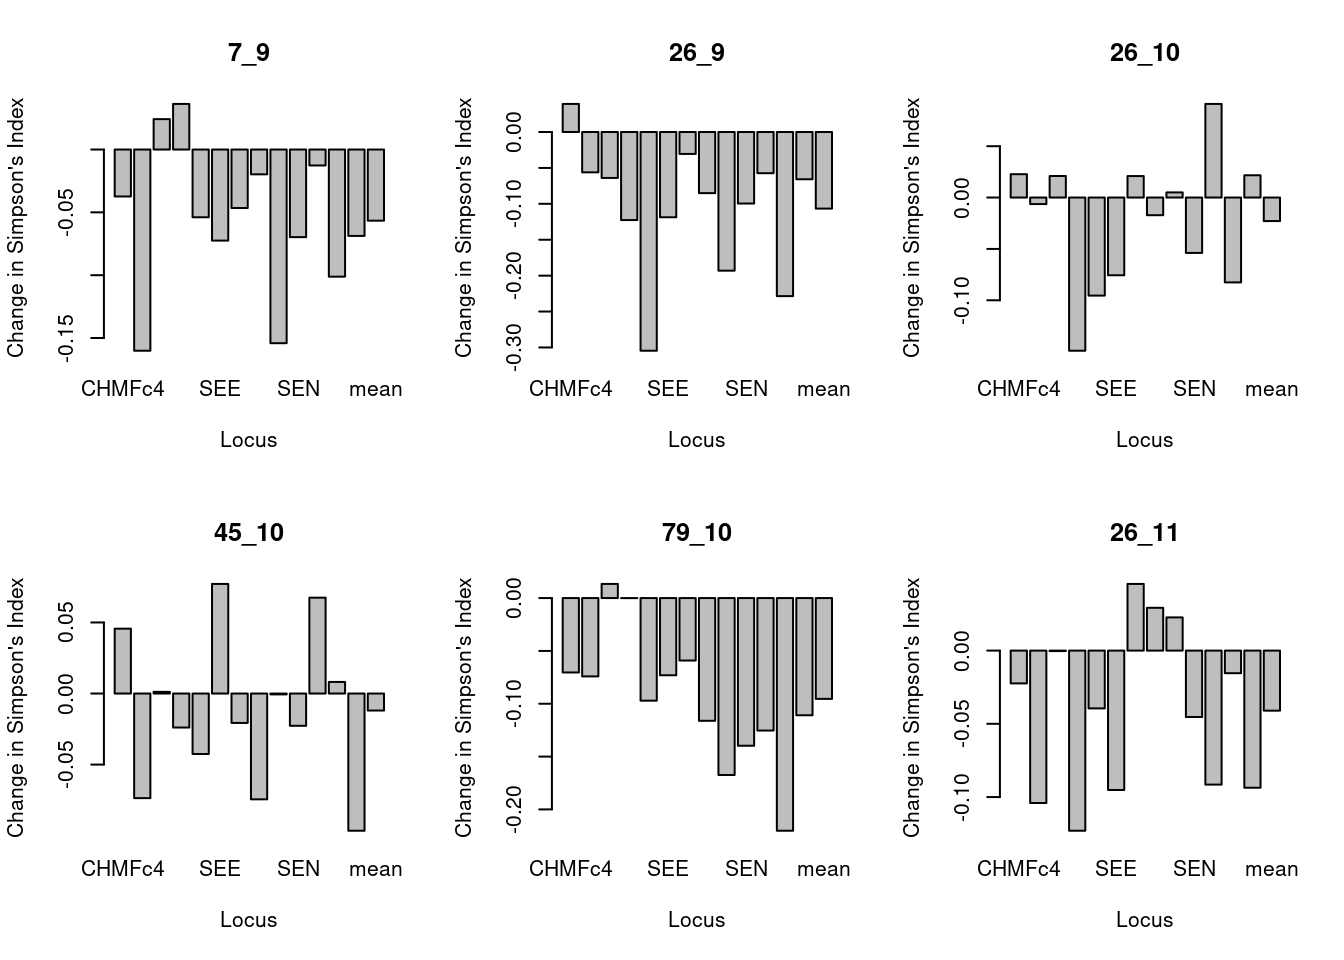 7_9
Change in Simpson's Index
-0.05
-0.15
CHMFc4 SEE SEN mean
Locus
26_9
Change in Simpson's Index
0.00
-0.10
-0.20
-0.30
CHMFc4 SEE SEN mean
Locus
26_10
Change in Simpson's Index
0.00
-0.10
CHMFc4 SEE SEN mean
Locus
45_10
Change in Simpson's Index
0.05
0.00
-0.05
CHMFc4 SEE SEN mean
Locus
79_10
Change in Simpson's Index
0.00
-0.10
-0.20
CHMFc4 SEE SEN mean
Locus
26_11
Change in Simpson's Index
0.00
-0.05
-0.10
CHMFc4 SEE SEN mean
Locus